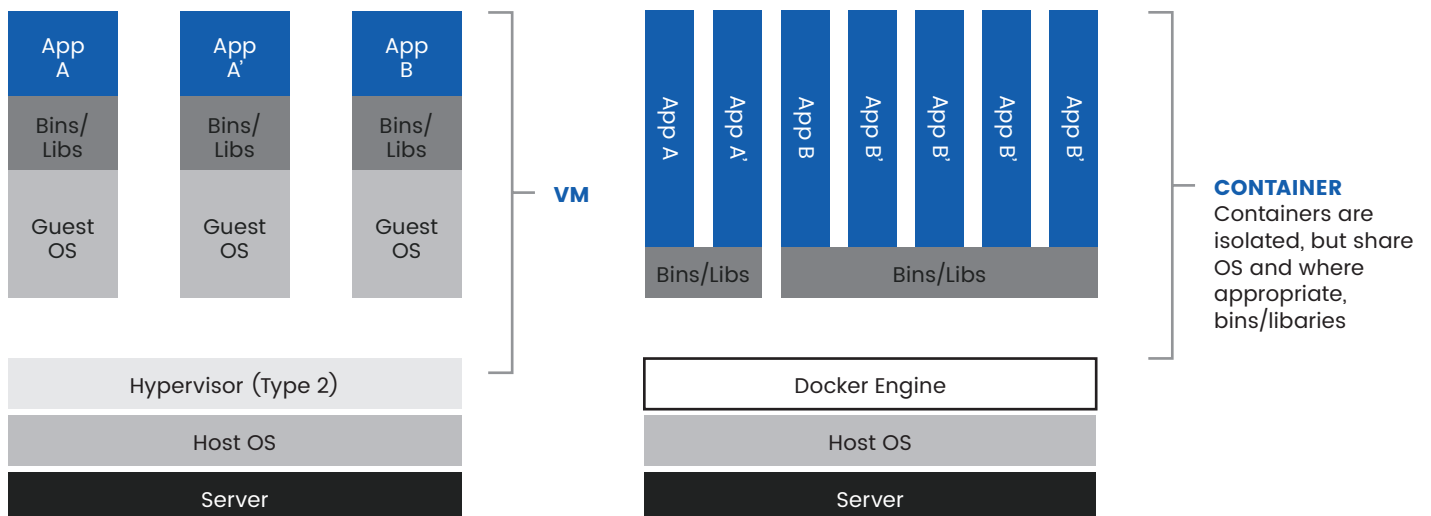 App
A
App
A’
App
B
Bins/
Libs
Bins/
Libs
Bins/
Libs
Guest
OS
Guest
OS
Guest
OS
VM
Hypervisor (Type 2)
Host OS
Server
App A
App A’
App B
App B’
App B’
App B’
App B’
Bins/Libs
Bins/Libs
Docker Engine
Host OS
Server
CONTAINER
Containers are
isolated, but share
OS and where
appropriate,
bins/libaries